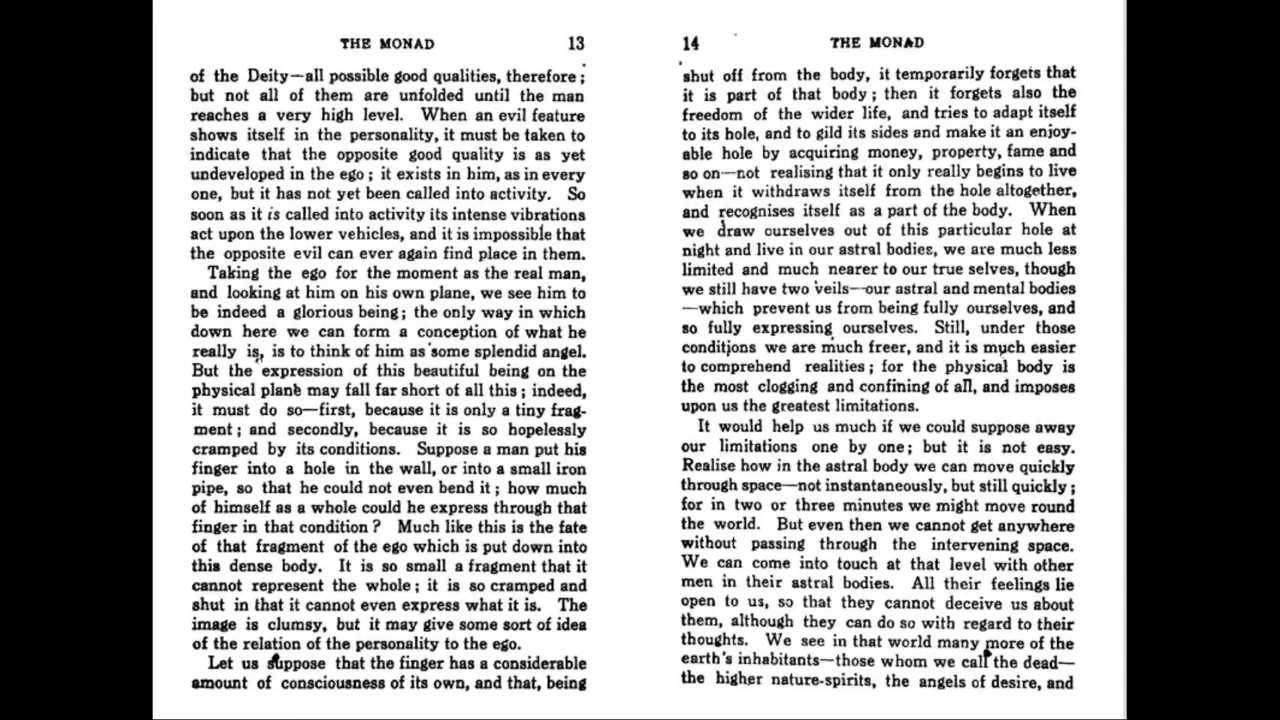 THE MONAD 13
of the Deity—all possible good qualities, therefore;
but not all of them are unfolded until the man
reaches a very high level. When an evil feature
shows itself in the personality, it must be taken to
indicate that the opposite good quality is as yet
undeveloped in the ego; it exists in him, as in every
one, but it has not yet been called into activity. So
soon as it is called into activity its intense vibrations
act upon the lower vehicles, and it is impossible that
the opposite evil can ever again find place in them.
Taking the ego for the moment as the real man,
and looking at him on his own plane, we see him to
be indeed a glorious being; the only way in which
down here we can form a conception of what he
really is, is to think of him as some splendid angel.
But the expression of this beautiful being on the
physical plane may fall far short of all this; indeed,
it must do so—first, because it is only a tiny frag-
ment; and secondly, because it is so hopelessly
cramped by its conditions. Suppose a man put his
finger into a hole in the wall, or into a small iron
pipe, so that he could not even bend it; how much
of himself as a whole could he express through that
finger in that condition? Much like this is the fate
of that fragment of the ego which is put down into
this dense body. It is so small a fragment that it
cannot represent the whole; it is so cramped and
shut in that it cannot even express what it is. The
image is clumsy, but it may give some sort of idea
of the relation of the personality to the ego.
Let us suppose that the finger has a considerable
amount of consciousness of its own, and that, being
14 THE MONAD
shut off from the body, it temporarily forgets that
it is part of that body; then it forgets also the
freedom of the wider life, and tries to adapt itself
to its hole, and to gild its sides and make it an enjoy-
able hole by acquiring money, property, fame and
so on—not realising that it only really begins to live
when it withdraws itself from the hole altogether,
and recognises itself as a part of the body. When
we draw ourselves out of this particular hole at
night and live in our astral bodies, we are much less
limited and much nearer to our true selves, though
we still have two veils—our astral and mental bodies
—which prevent us from being fully ourselves, and
so fully expressing ourselves. Still, under those
conditions we are much freer, and it is much easier
to comprehend realities; for the physical body is
the most clogging and confining of all, and imposes
upon us the greatest limitations.
It would help us much if we could suppose away
our limitations one by one; but it is not easy.
Realise how in the astral body we can move quickly
through space—not instantaneously, but still quickly;
for in two or three minutes we might move round
the world. But even then we cannot get anywhere
without passing through the intervening space.
We can come into touch at that level with other
men in their astral bodies. All their feelings lie
open to us, so that they cannot deceive us about
them, although they can do so with regard to their
thoughts. We see in that world many more of the
earth's inhabitants—those whom we call the dead—
the higher nature-spirits, the angels of desire, and